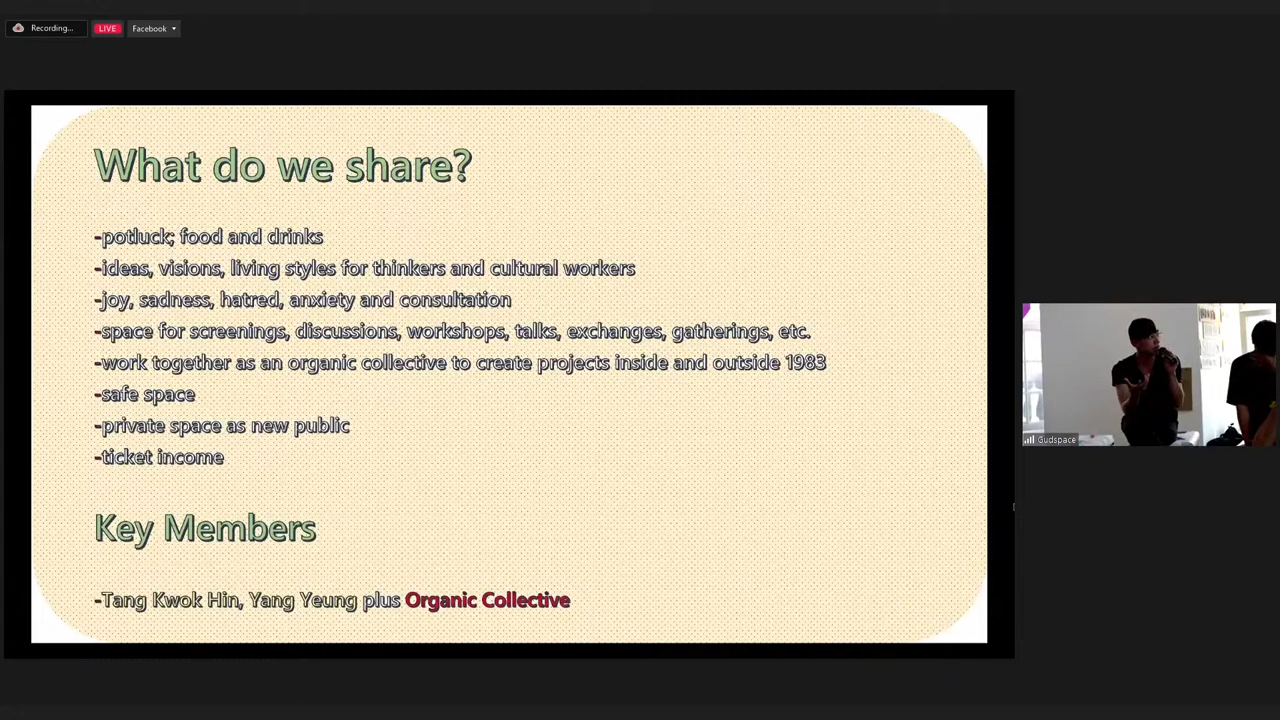 Recording...
LIVE
Facebook
What do we share?
-potluck; food and drinks
-ideas, visions, living styles for thinkers and cultural workers
-joy, sadness, hatred, anxiety and consultation
-space for screenings, discussions, workshops, talks, exchanges, gatherings, etc.
-work together as an organic collective to create projects inside and outside 1983
-safe space
-private space as new public
-ticket income
Key Members
-Tang Kwok Hin, Yang Yeung plus Organic Collective
Gudspace